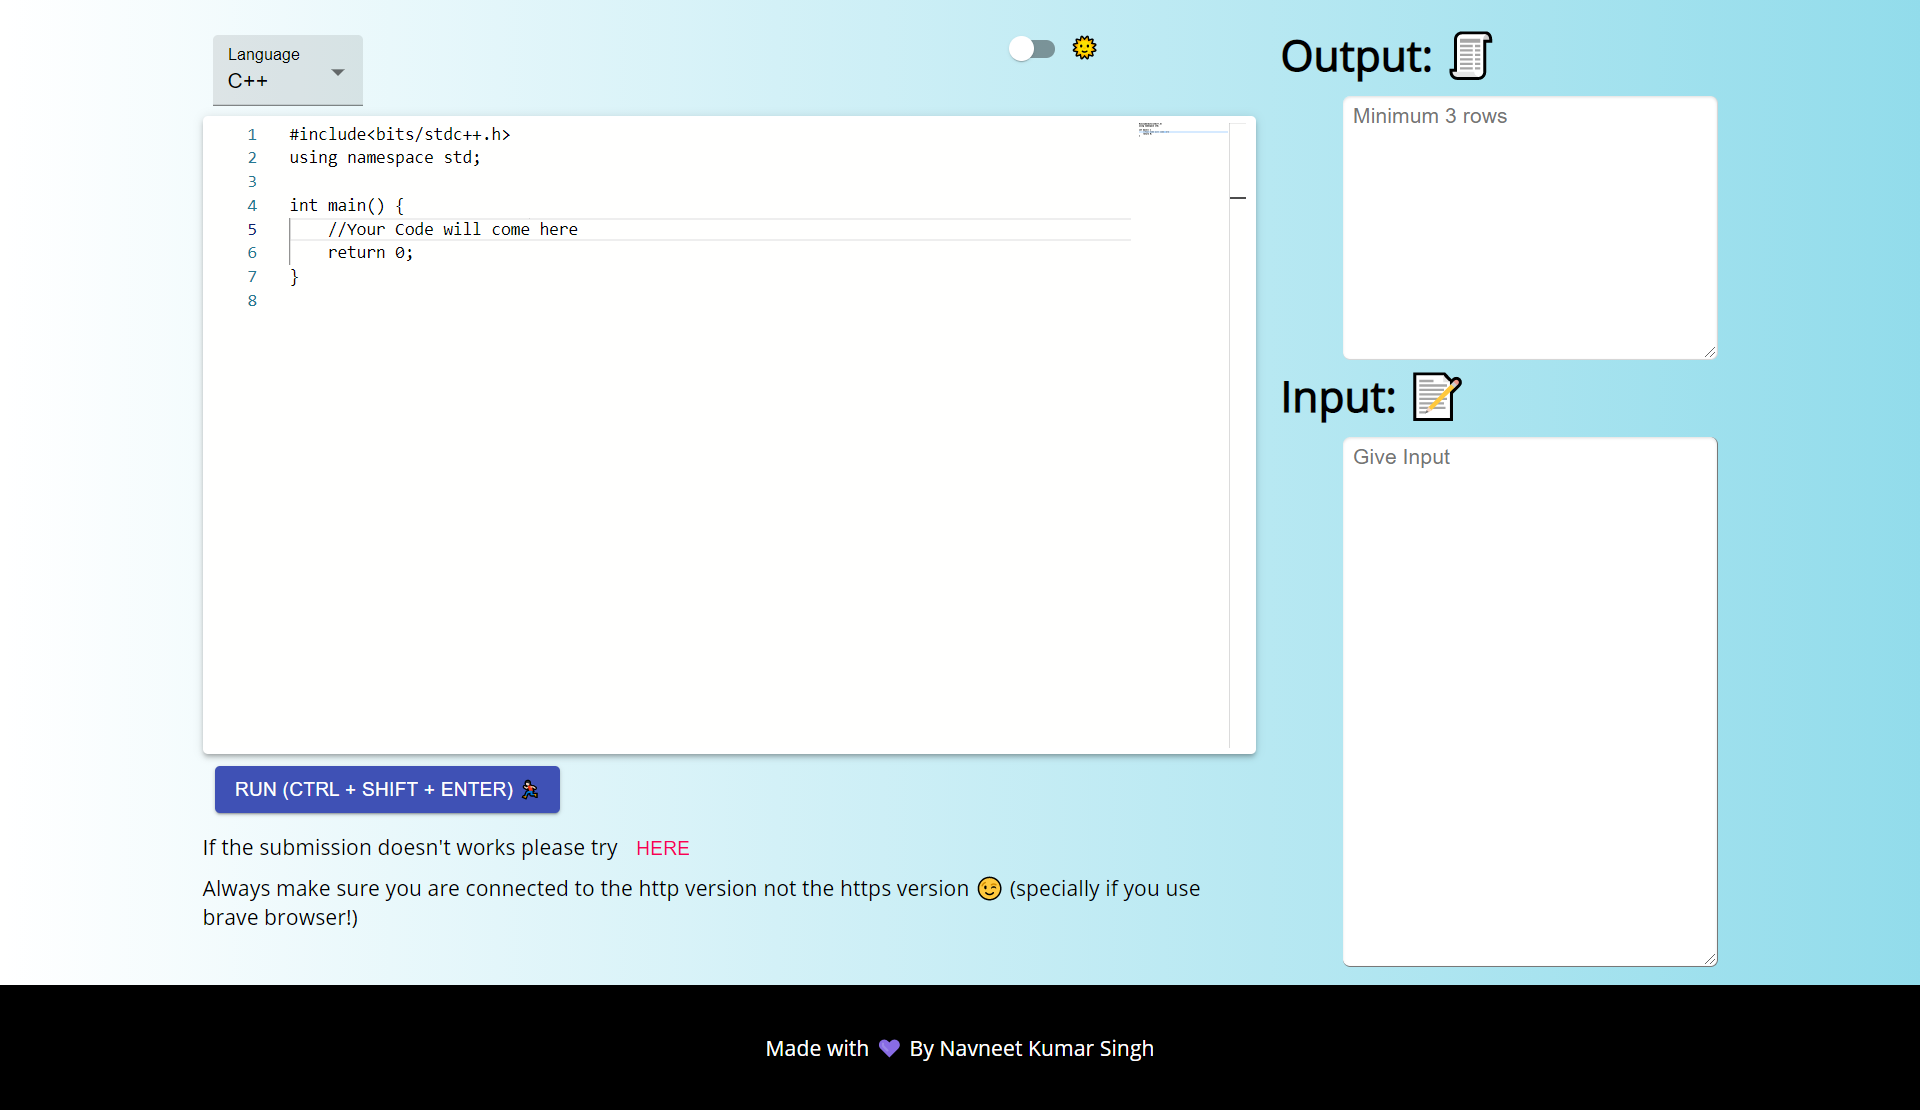 Language
C++
1 #include<bits/stdc++.h>
2 using namespace std;
3
4 int main() {
5     //Your Code will come here
6     return 0;
7 }
8
RUN (CTRL + SHIFT + ENTER) 🏃
If the submission doesn't works please try HERE
Always make sure you are connected to the http version not the https version 😉 (specially if you use
brave browser!)
Output: 📜
Minimum 3 rows
Input: 📝
Give Input
Made with 💜 By Navneet Kumar Singh